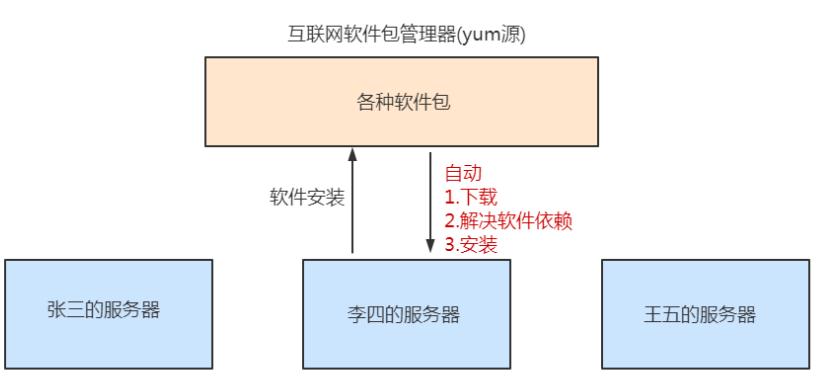 互联网软件包管理器(yum源)
各种软件包
软件安装
自动
1.下载
2.解决软件依赖
3.安装
张三的服务器
李四的服务器
王五的服务器